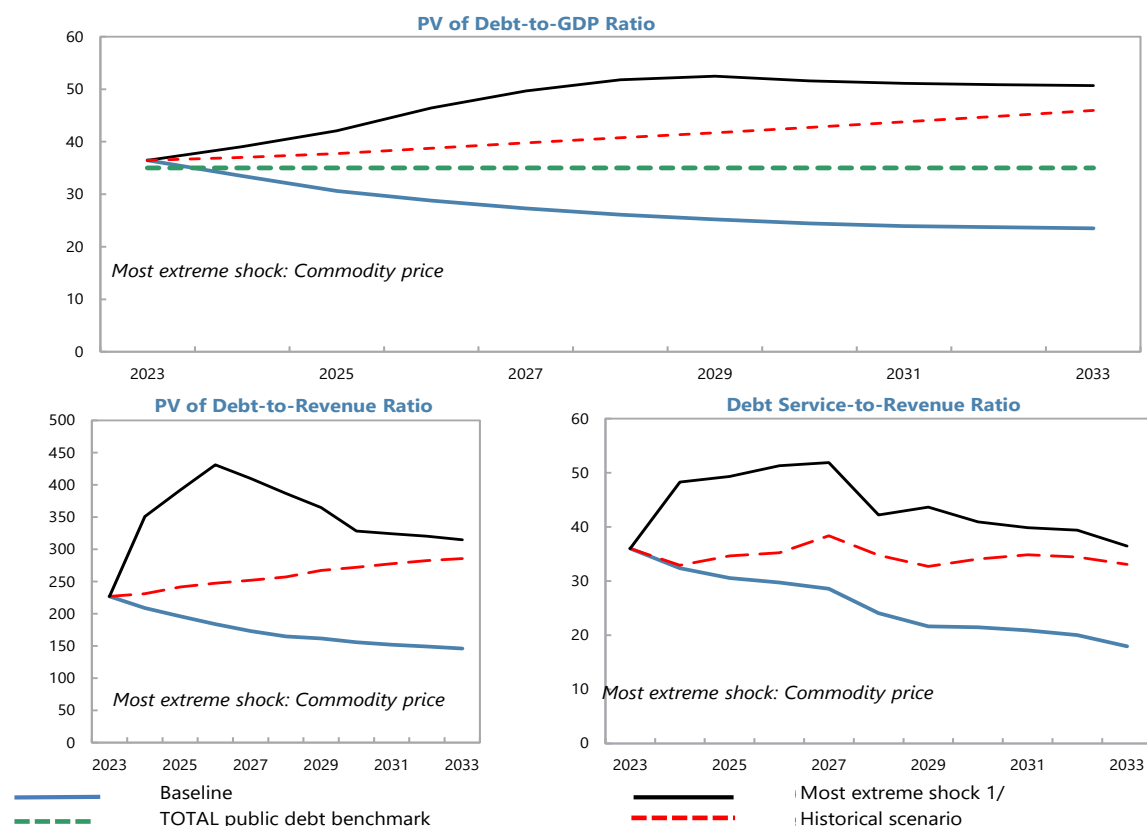 PV of Debt-to-GDP Ratio
60
50
40
30
20
10
0
Most extreme shock: Commodity price
2023 2025 2027 2029 2031 2033
PV of Debt-to-Revenue Ratio
500
450
400
350
300
250
200
150
100
50
0
Most extreme shock: Commodity price
2023 2025 2027 2029 2031 2033
Debt Service-to-Revenue Ratio
60
50
40
30
20
10
0
Most extreme shock: Commodity price
2023 2025 2027 2029 2031 2033
Baseline
Most extreme shock 1/
TOTAL public debt benchmark
Historical scenario